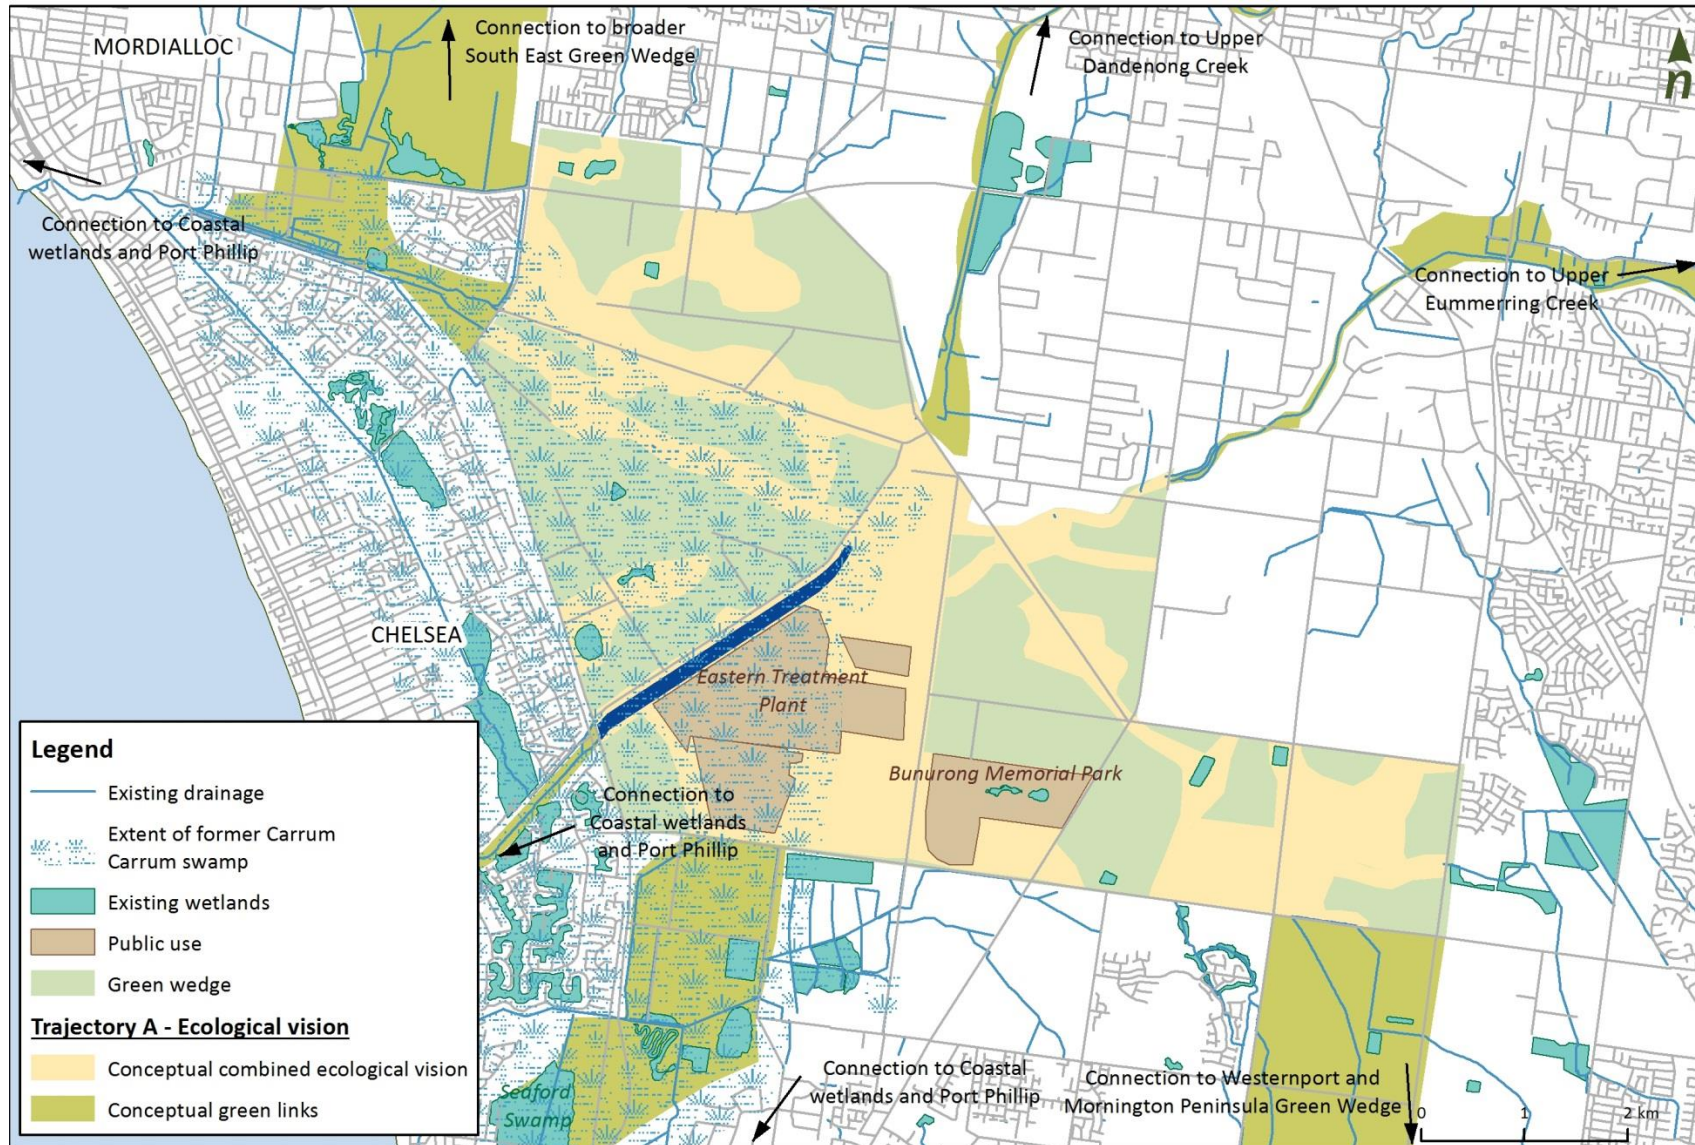 MORDIALLOC
Connection to broader
South East Green Wedge
Connection to Upper
Dandenong Creek
n
Connection to Coastal
wetlands and Port Phillip
Connection to Upper
Eummerring Creek
CHELSEA
Eastern Treatment
Plant
Bunurong Memorial Park
Connection to
Coastal wetlands
and Port Phillip
Legend
Existing drainage
Extent of former Carrum
Carrum swamp
Existing wetlands
Public use
Green wedge
Trajectory A - Ecological vision
Conceptual combined ecological vision
Conceptual green links
Seaford
Swamp
Connection to Coastal
wetlands and Port Phillip
Connection to Westernport and
Mornington Peninsula Green Wedge
0 1 2 km